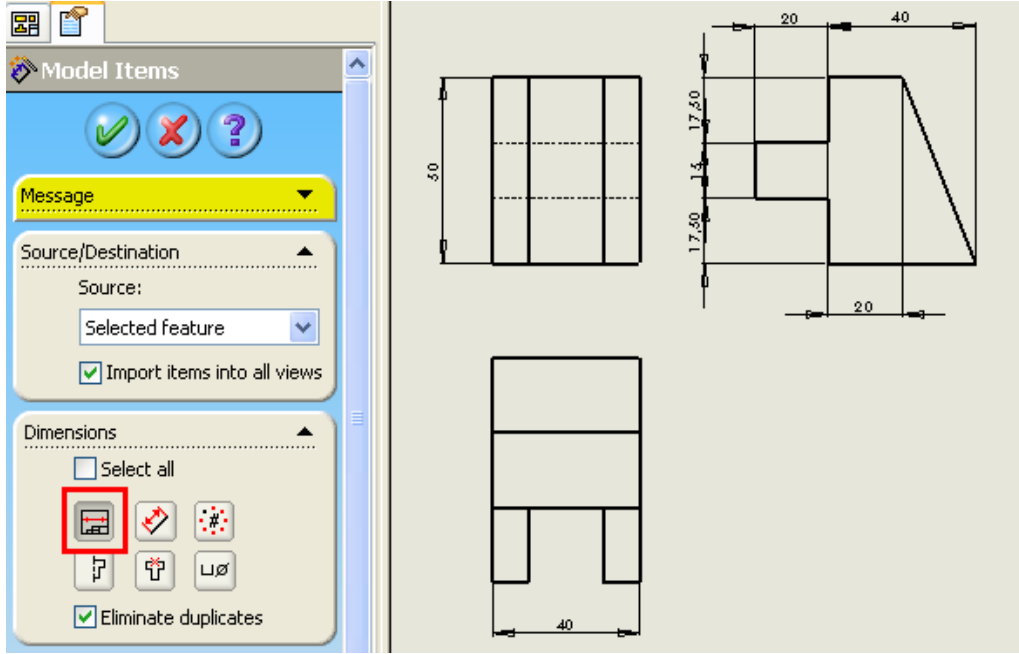 Model Items
Message
Source/Destination
Source:
Selected feature
Import items into all views
Dimensions
Select all
Eliminate duplicates
20
40
50
17,50
15
17,50
20
40